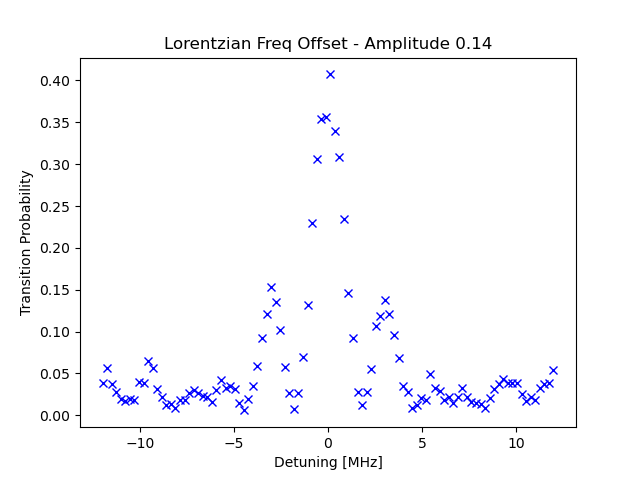 Lorentzian Freq Offset - Amplitude 0.14
0.40
0.35
0.30
0.25
0.20
0.15
0.10
0.05
0.00
Transition Probability
−10 −5 0 5 10
Detuning [MHz]